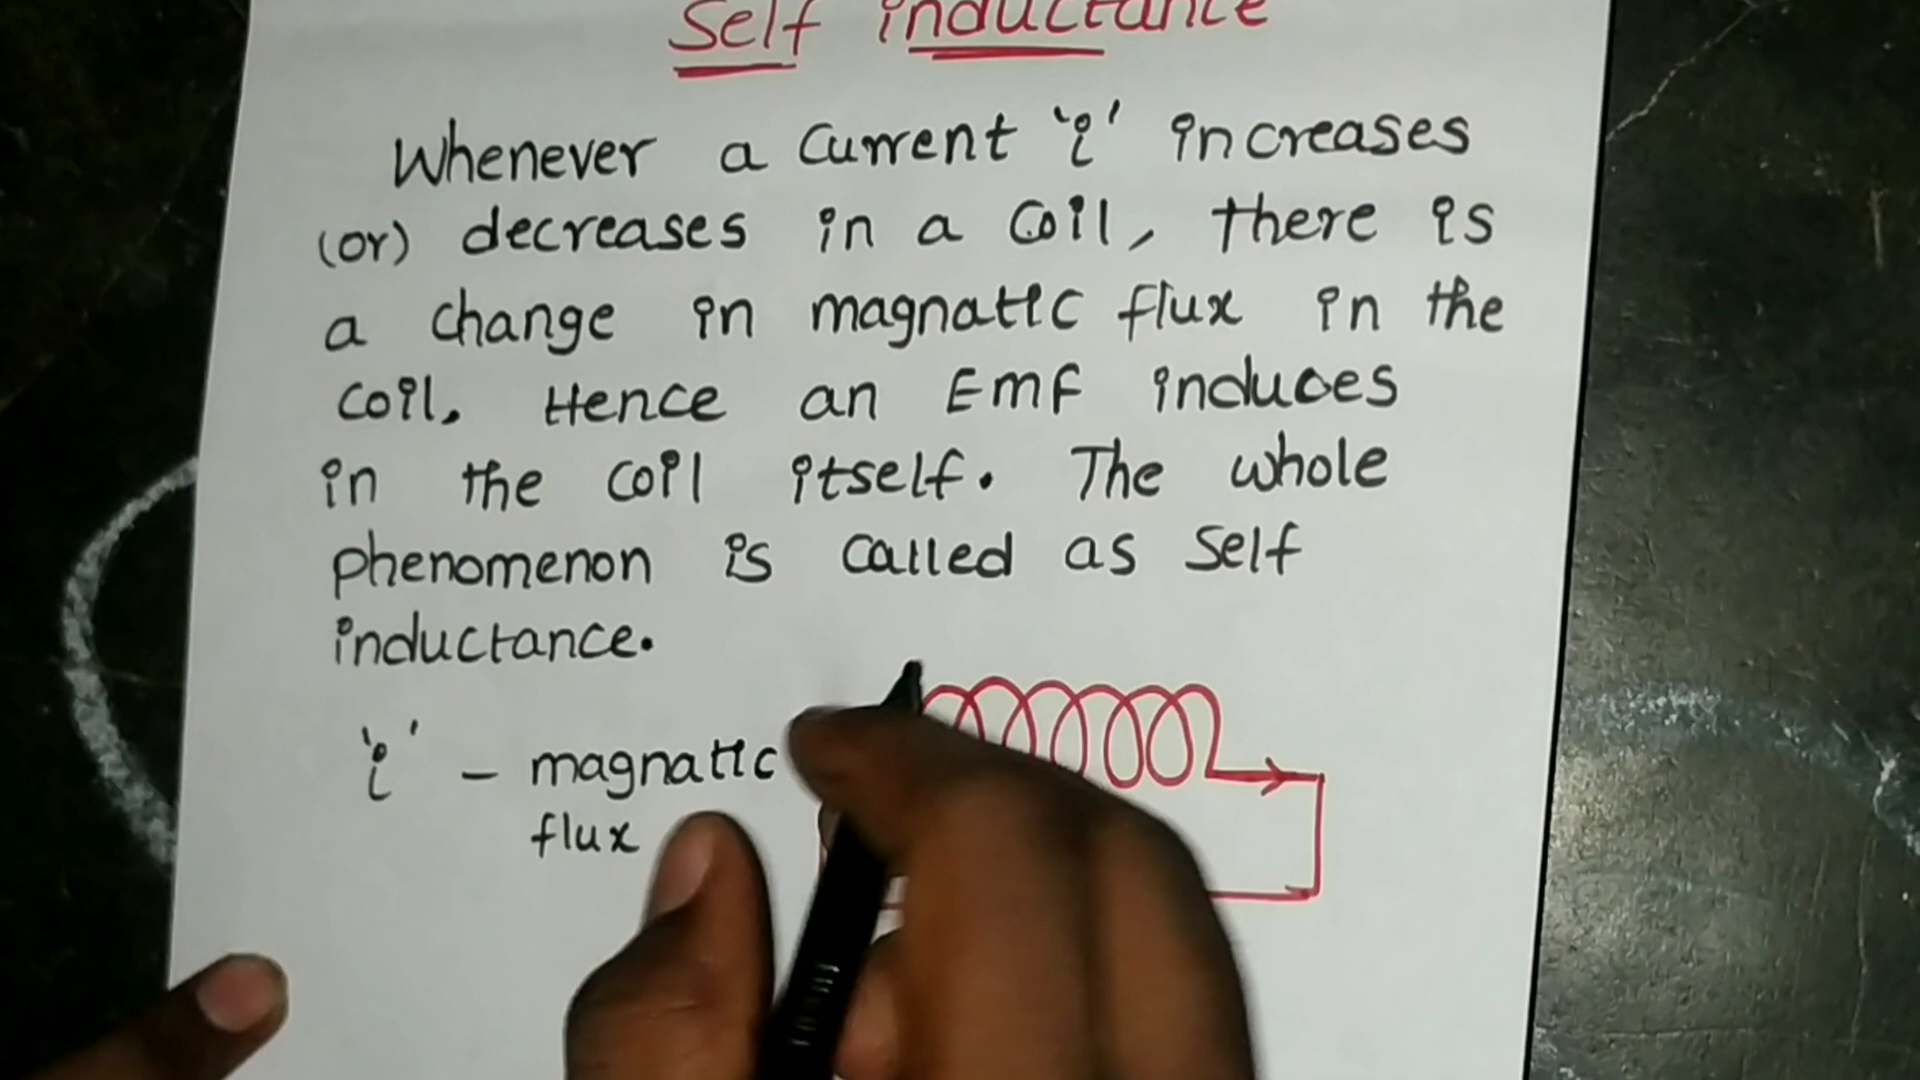 Self inductance
Whenever a current 'i' increases
(or) decreases in a coil, there is
a change in magnatic flux in the
coil. Hence an EMF induces
in the coil itself. The whole
phenomenon is called as self
inductance.
'i' - magnatic
flux